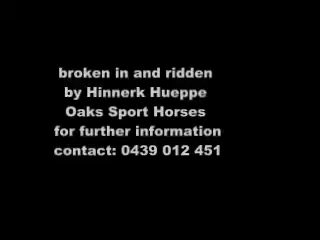 broken in and ridden
by Hinnerk Hueppe
Oaks Sport Horses
for further information
contact: 0439 012 451